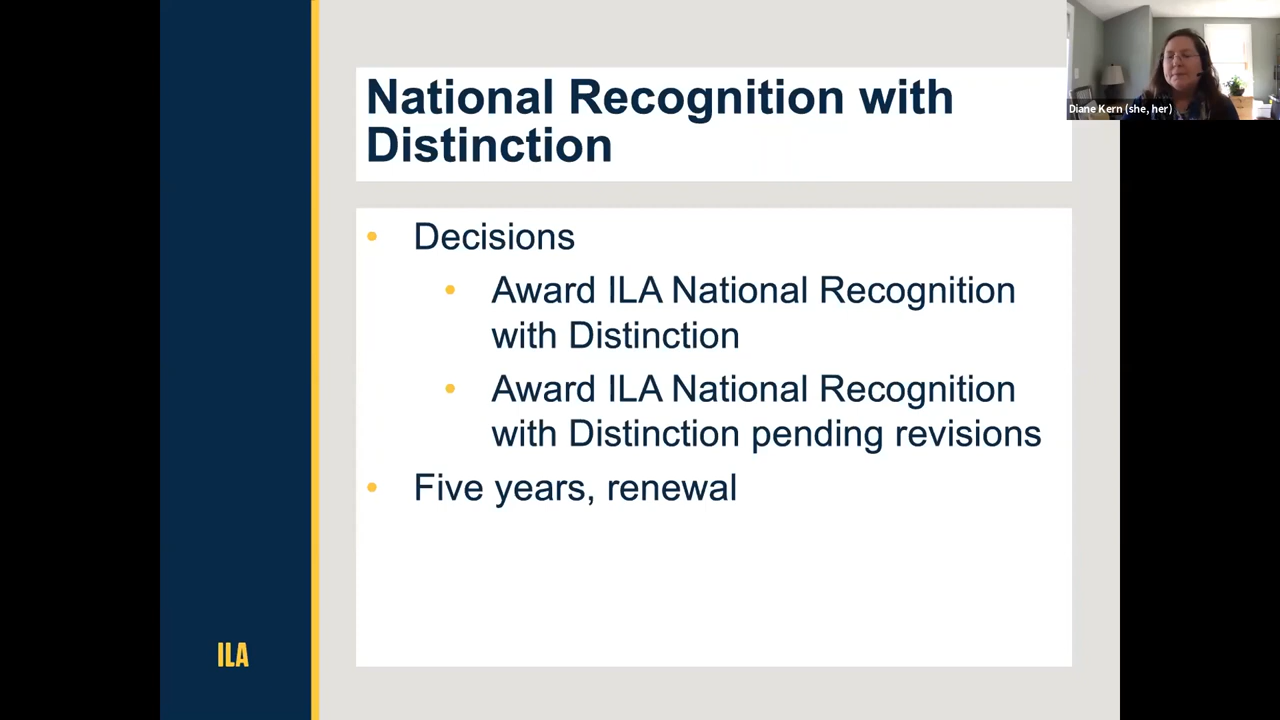 National Recognition with
Distinction
Diane Kern (she, her)
• Decisions
• Award ILA National Recognition
with Distinction
• Award ILA National Recognition
with Distinction pending revisions
• Five years, renewal
ILA